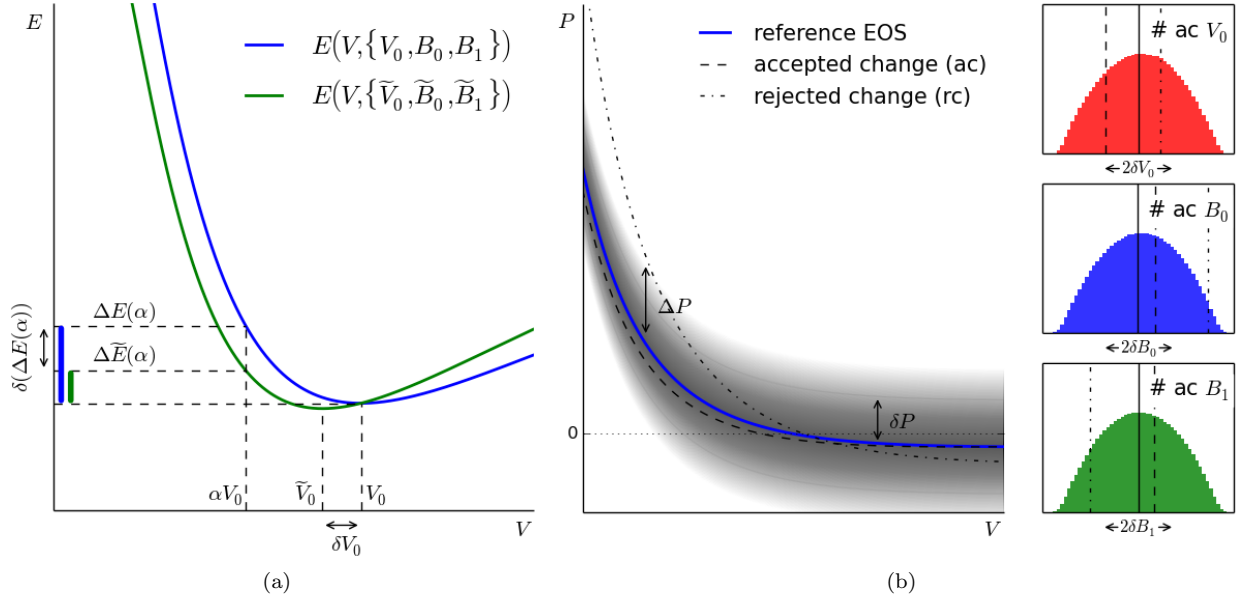 E
E(V,{V₀,B₀,B₁})
E(V,{Ṽ₀,B̃₀,B̃₁})
δ(ΔE(α))
ΔE(α)
ΔẼ(α)
αV₀
Ṽ₀
V₀
V
δV₀
(a)
P
reference EOS
accepted change (ac)
rejected change (rc)
ΔP
δP
0
V
(b)
# ac V₀
2δV₀
# ac B₀
2δB₀
# ac B₁
2δB₁